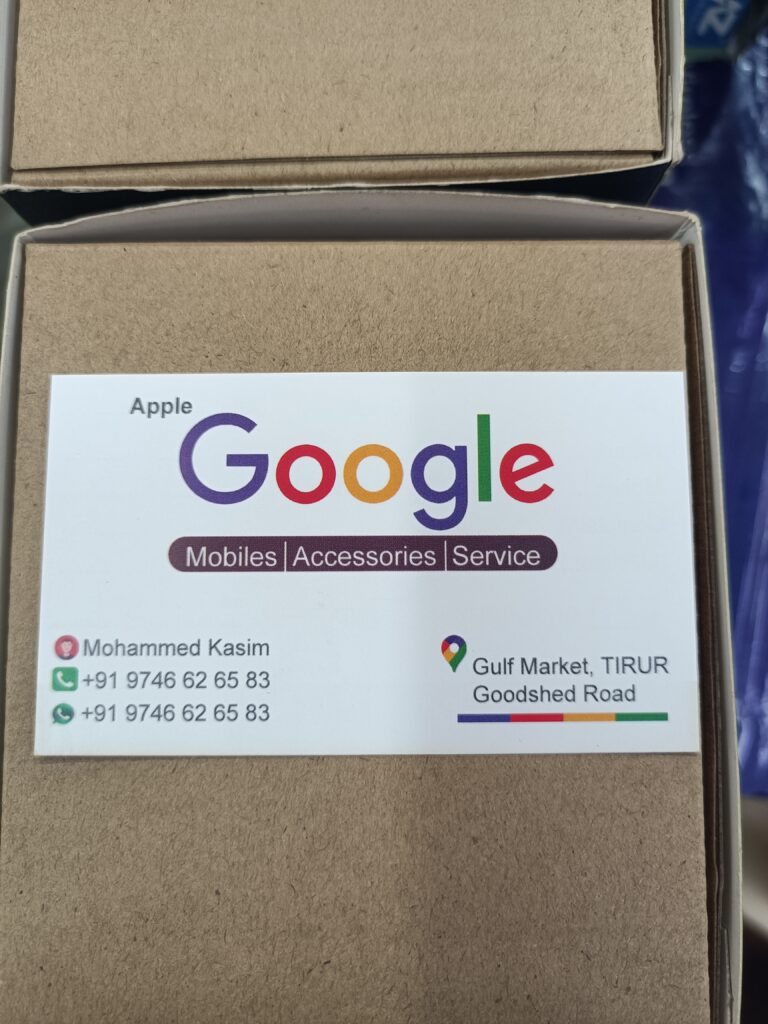 Apple
Google
Mobiles|Accessories|Service
Mohammed Kasim
+91 9746 62 65 83
+91 9746 62 65 83
Gulf Market, TIRUR
Goodshed Road